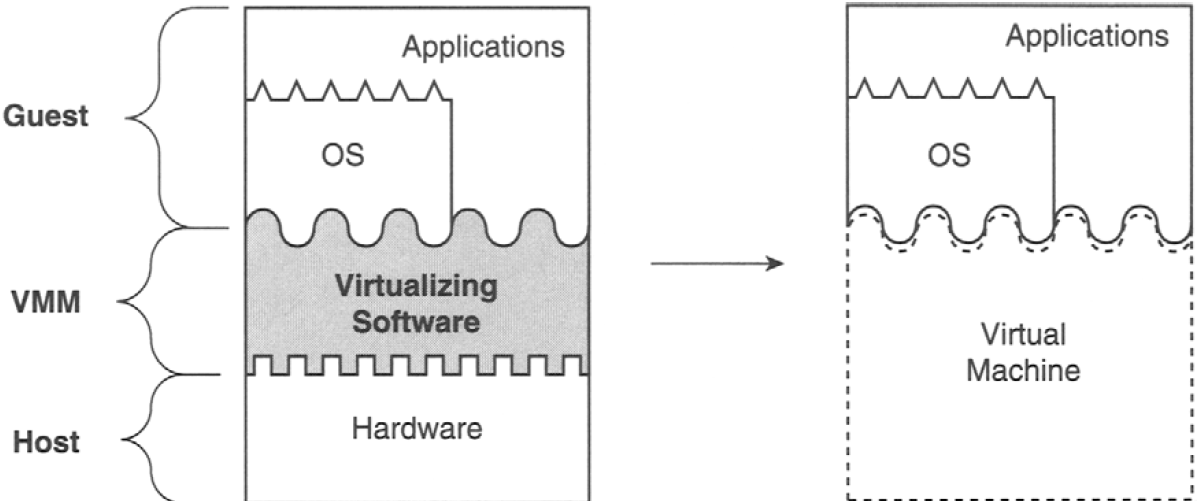 Applications
Guest
OS
VMM
Virtualizing
Software
Host
Hardware
Applications
OS
Virtual
Machine